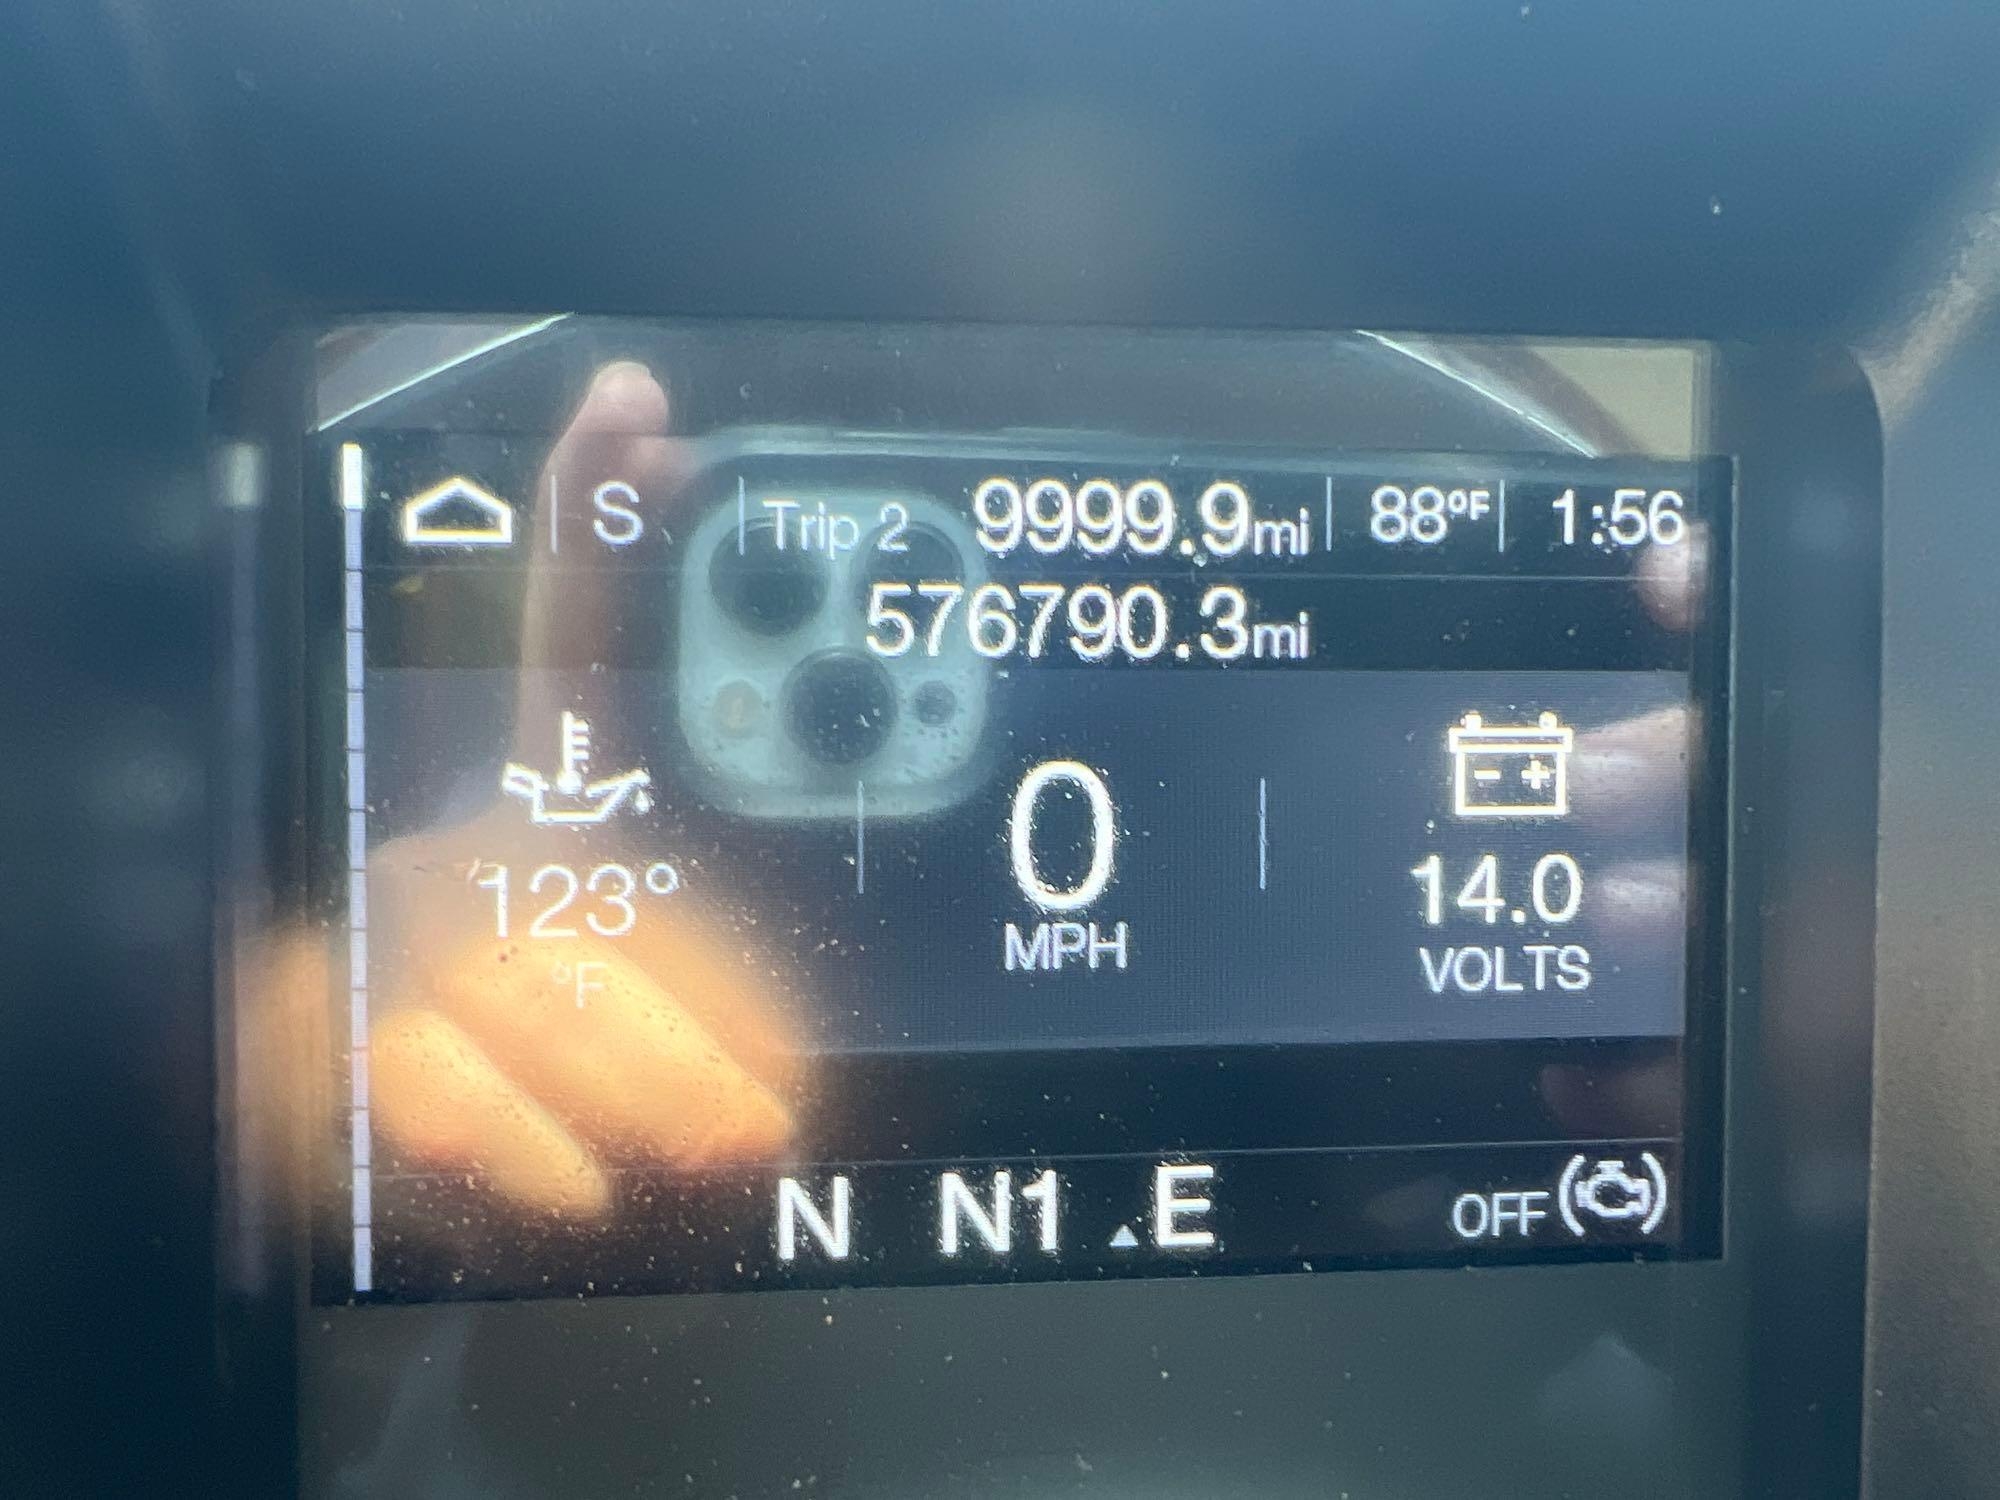 S Trip 2 9999.9mi 88°F 1:56
576790.3mi
123° 0 14.0
°F MPH VOLTS
N N1 E OFF